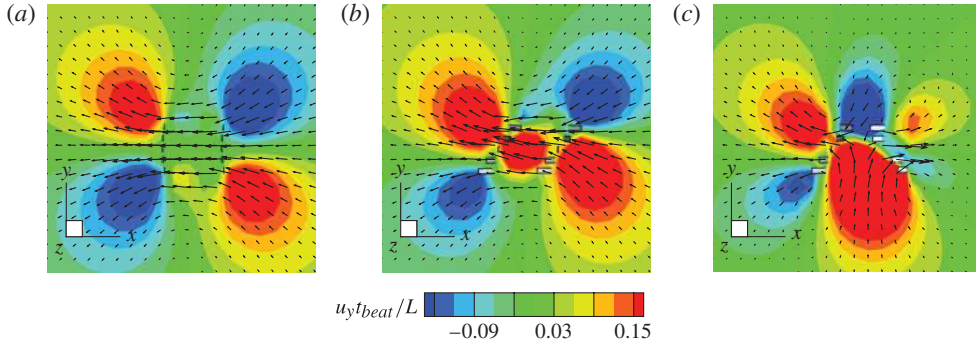 (a) (b) (c)
y y y
z x z x z x
u_y t_beat/L
−0.09 0.03 0.15